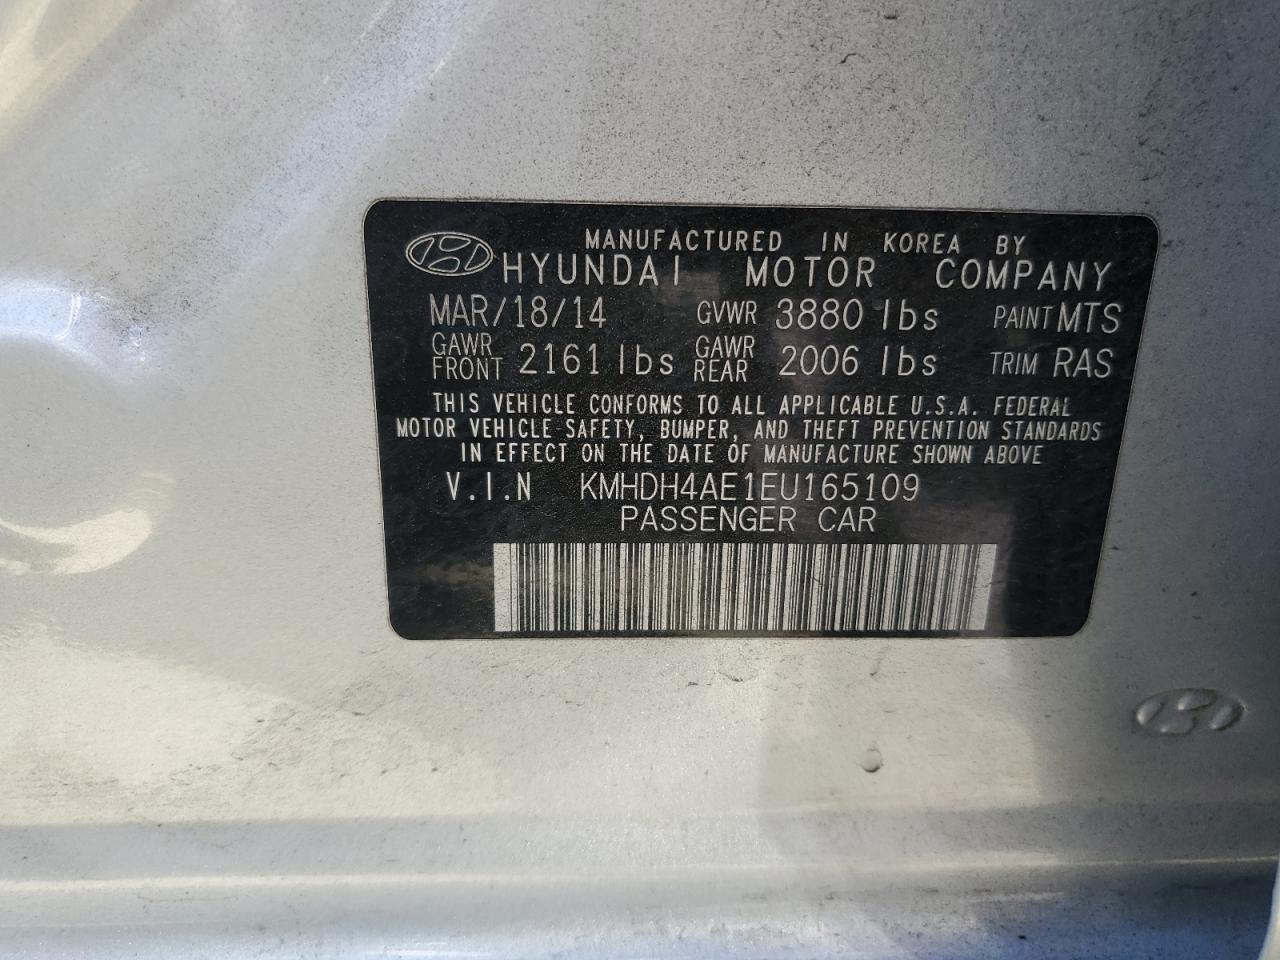 MANUFACTURED IN KOREA BY
HYUNDAI MOTOR COMPANY
MAR/18/14 GVWR 3880 lbs PAINT MTS
GAWR FRONT 2161 lbs GAWR REAR 2006 lbs TRIM RAS
THIS VEHICLE CONFORMS TO ALL APPLICABLE U.S.A. FEDERAL
MOTOR VEHICLE SAFETY, BUMPER, AND THEFT PREVENTION STANDARDS
IN EFFECT ON THE DATE OF MANUFACTURE SHOWN ABOVE
V.I.N KMHDH4AE1EU165109
PASSENGER CAR